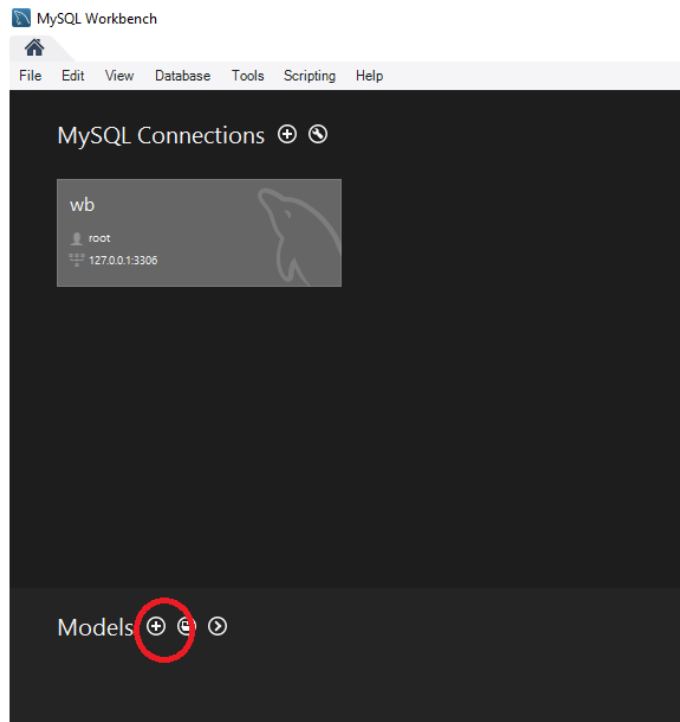 MySQL Workbench
File Edit View Database Tools Scripting Help
MySQL Connections
wb
root
127.0.0.1:3306
Models